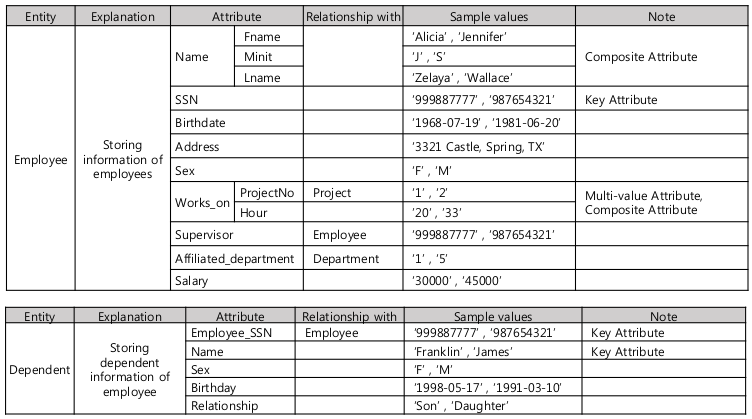 Entity Explanation Attribute Relationship with Sample values Note
Employee Storing information of employees
Name Fname 'Alicia' , 'Jennifer' Composite Attribute
Minit 'J' , 'S'
Lname 'Zelaya' , 'Wallace'
SSN '999887777' , '987654321' Key Attribute
Birthdate '1968-07-19' , '1981-06-20'
Address '3321 Castle, Spring, TX'
Sex 'F' , 'M'
Works_on ProjectNo Project '1' , '2' Multi-value Attribute,
Hour '20' , '33' Composite Attribute
Supervisor Employee '999887777' , '987654321'
Affiliated_department Department '1' , '5'
Salary '30000' , '45000'
Entity Explanation Attribute Relationship with Sample values Note
Dependent Storing dependent information of employee
Employee_SSN Employee '999887777' , '987654321' Key Attribute
Name 'Franklin' , 'James' Key Attribute
Sex 'F' , 'M'
Birthday '1998-05-17' , '1991-03-10'
Relationship 'Son' , 'Daughter'